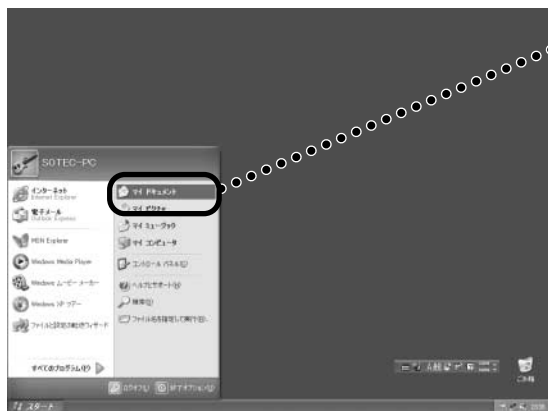 SOTEC-PC
インターネット
Internet Explorer
電子メール
Outlook Express
MSN Explorer
Windows Media Player
Windows ムービー メーカー
Windows XP ツアー
ファイルと設定の転送ウィザード
すべてのプログラム(P)
マイ ドキュメント
マイ ピクチャ
マイ ミュージック
マイ コンピュータ
コントロール パネル(C)
ヘルプとサポート(H)
検索(S)
ファイル名を指定して実行(R)...
ログオフ(L)
終了オプション(U)
ごみ箱
スタート